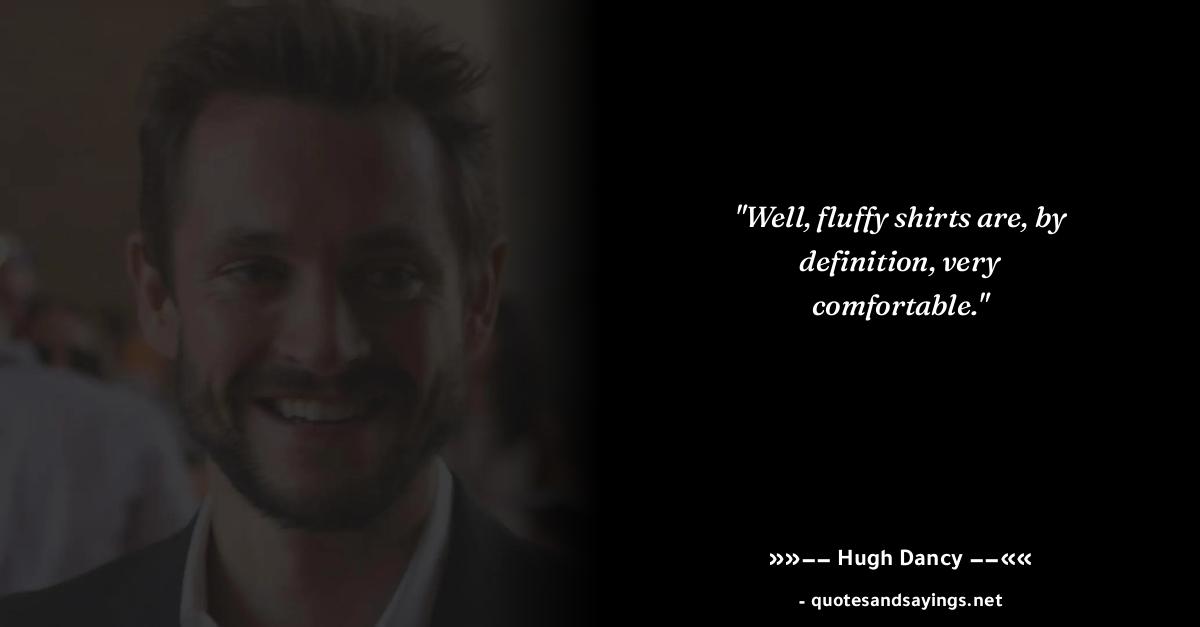 "Well, fluffy shirts are, by
definition, very
comfortable."
»»–– Hugh Dancy ––««
- quotesandsayings.net